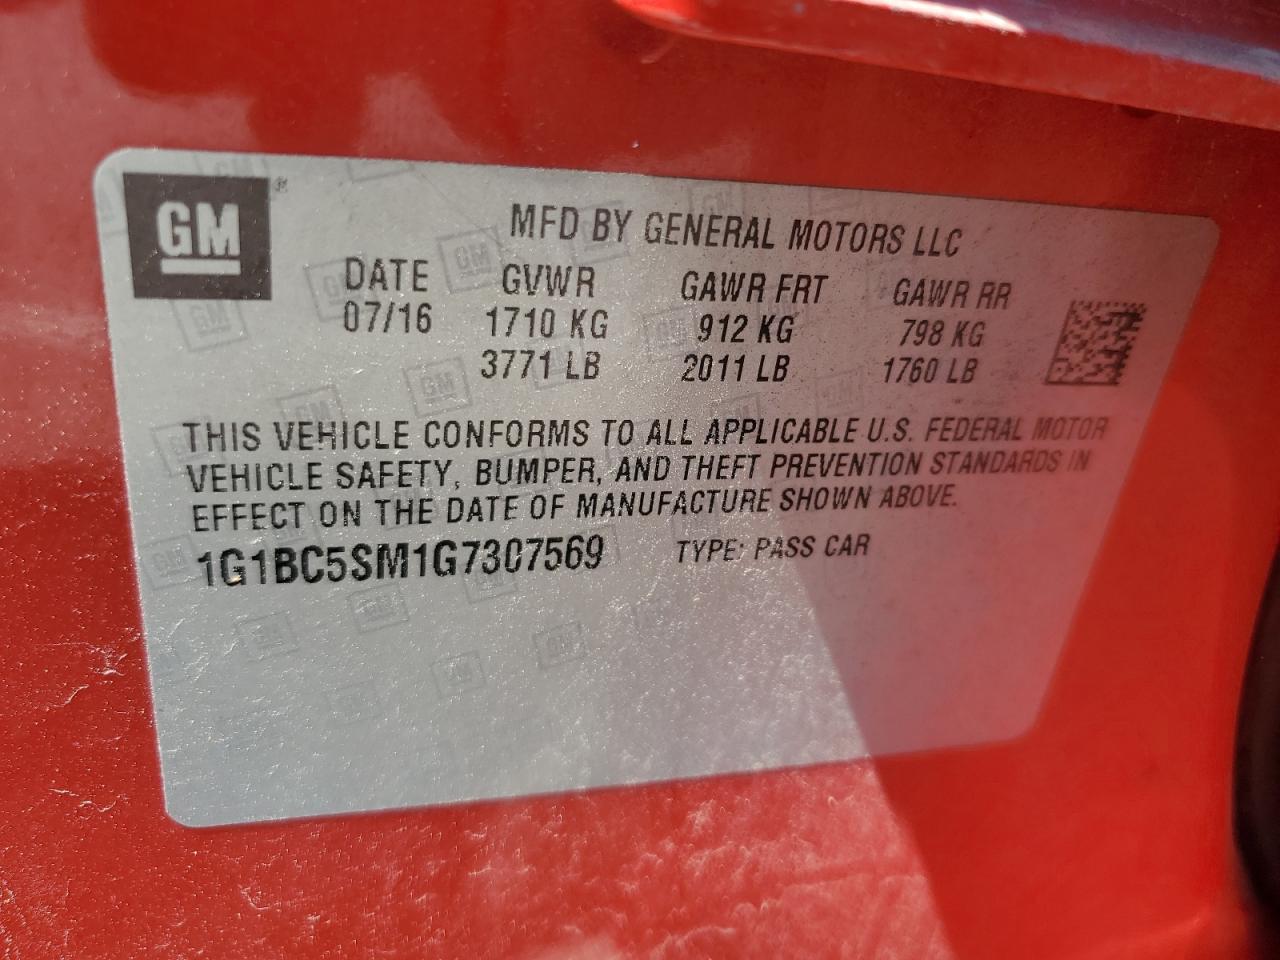 GM ®
MFD BY GENERAL MOTORS LLC
DATE GVWR GAWR FRT GAWR RR
07/16 1710 KG 912 KG 798 KG
3771 LB 2011 LB 1760 LB
THIS VEHICLE CONFORMS TO ALL APPLICABLE U.S. FEDERAL MOTOR
VEHICLE SAFETY, BUMPER, AND THEFT PREVENTION STANDARDS IN
EFFECT ON THE DATE OF MANUFACTURE SHOWN ABOVE.
1G1BC5SM1G7307569 TYPE: PASS CAR